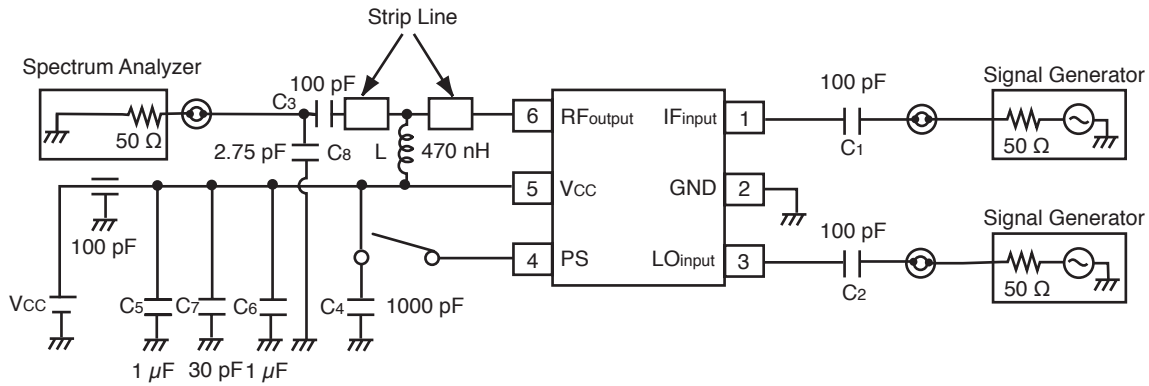 Strip Line
Spectrum Analyzer
100 pF
C3
50 Ω
2.75 pF
C8
L
470 nH
6
RFoutput
IFinput
1
100 pF
C1
Signal Generator
50 Ω
5
VCC
GND
2
100 pF
4
PS
LOinput
3
100 pF
C2
Signal Generator
50 Ω
VCC
C5
C7
C6
C4
1000 pF
1 µF
30 pF
1 µF